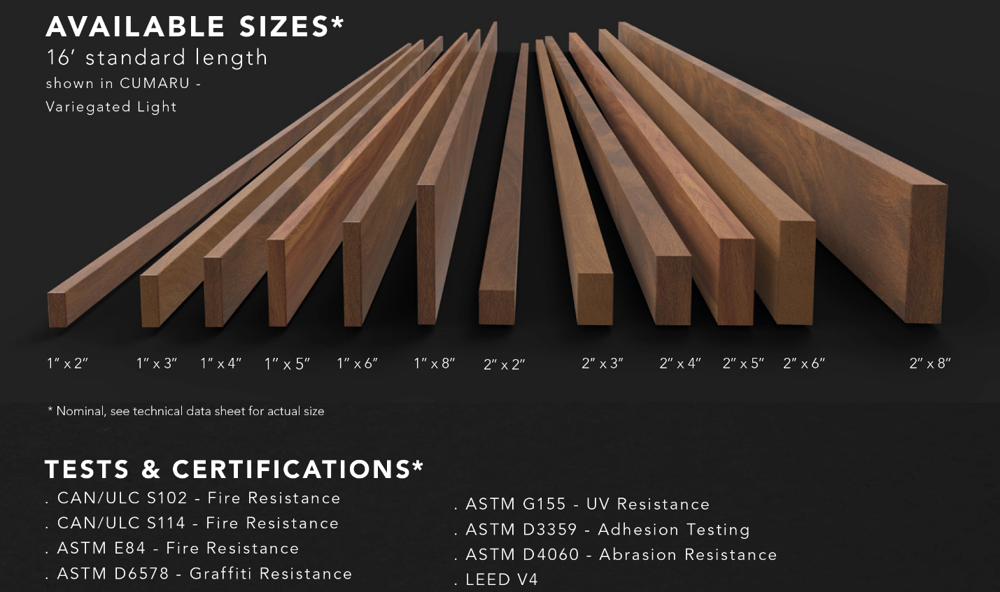 AVAILABLE SIZES*
16’ standard length
shown in CUMARU -
Variegated Light
1” x 2” 1” x 3” 1” x 4” 1” x 5” 1” x 6” 1” x 8” 2” x 2” 2” x 3” 2” x 4” 2” x 5” 2” x 6” 2” x 8”
* Nominal, see technical data sheet for actual size
TESTS & CERTIFICATIONS*
. CAN/ULC S102 - Fire Resistance
. CAN/ULC S114 - Fire Resistance
. ASTM E84 - Fire Resistance
. ASTM D6578 - Graffiti Resistance
. ASTM G155 - UV Resistance
. ASTM D3359 - Adhesion Testing
. ASTM D4060 - Abrasion Resistance
. LEED V4